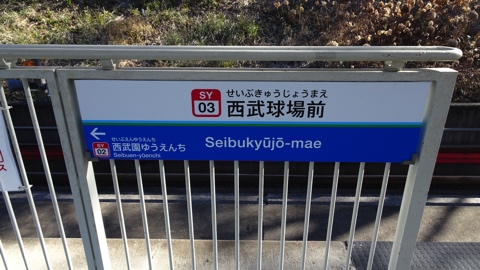 せいぶきゅうじょうまえ
SY
03
西武球場前
せいぶえんゆうえんち
SY
02
西武園ゆうえんち
Seibukyūjō-mae
Seibuen-yūenchi
ス